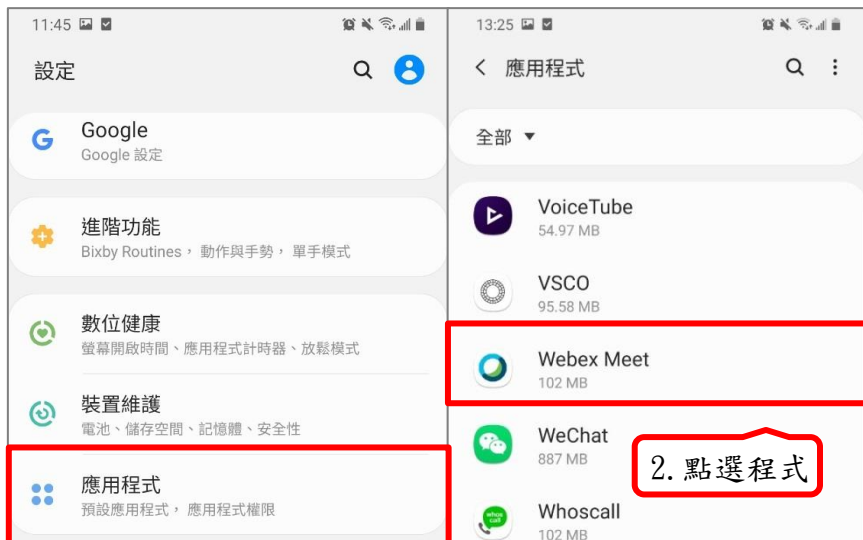 11:45
設定
Google
Google 設定
進階功能
Bixby Routines， 動作與手勢， 單手模式
數位健康
螢幕開啟時間、應用程式計時器、放鬆模式
裝置維護
電池、儲存空間、記憶體、安全性
應用程式
預設應用程式， 應用程式權限
13:25
應用程式
全部
VoiceTube
54.97 MB
VSCO
95.58 MB
Webex Meet
102 MB
WeChat
887 MB
2.點選程式
Whoscall
102 MB